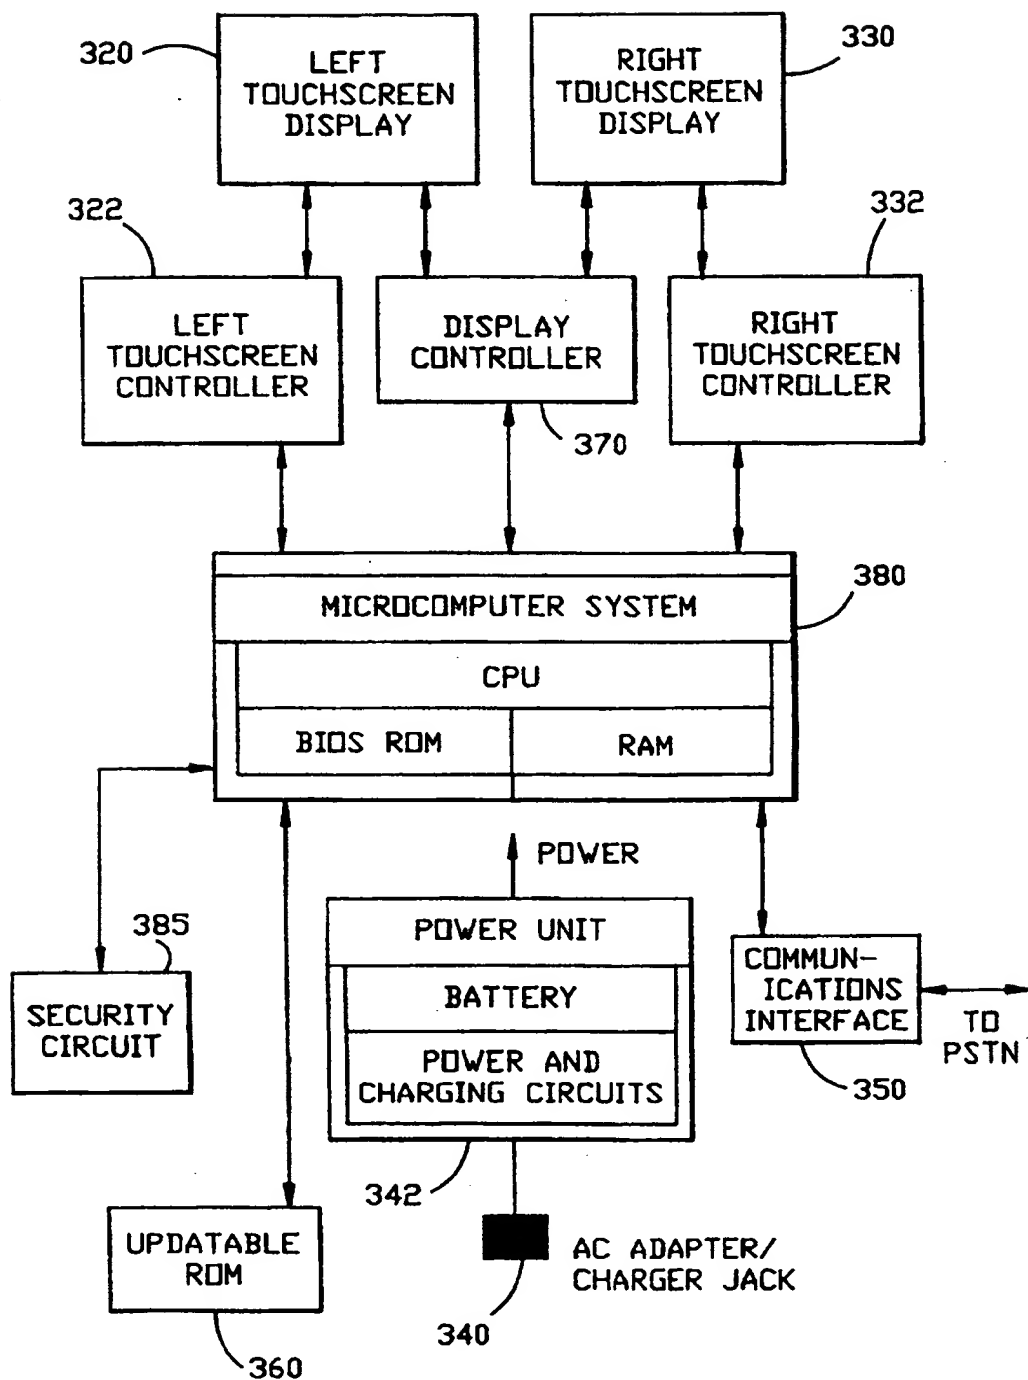 320
LEFT
TOUCHSCREEN
DISPLAY
RIGHT
TOUCHSCREEN
DISPLAY
330
322
LEFT
TOUCHSCREEN
CONTROLLER
DISPLAY
CONTROLLER
370
RIGHT
TOUCHSCREEN
CONTROLLER
332
MICROCOMPUTER SYSTEM
380
CPU
BIOS ROM
RAM
POWER
385
SECURITY
CIRCUIT
POWER UNIT
BATTERY
POWER AND
CHARGING CIRCUITS
342
COMMUN-
ICATIONS
INTERFACE
350
TO
PSTN
UPDATABLE
ROM
360
AC ADAPTER/
CHARGER JACK
340